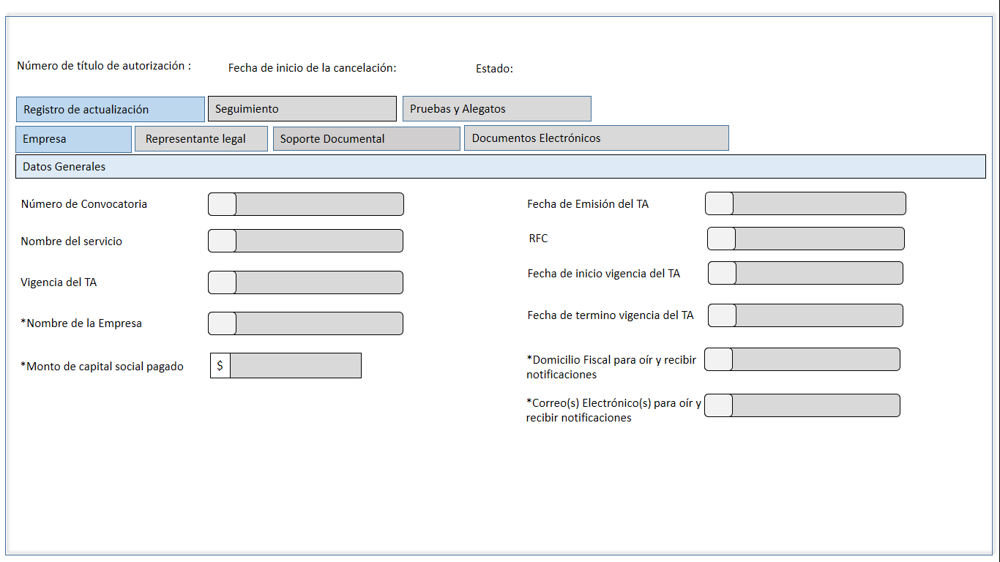 Número de título de autorización :
Fecha de inicio de la cancelación:
Estado:
Registro de actualización
Seguimiento
Pruebas y Alegatos
Empresa
Representante legal
Soporte Documental
Documentos Electrónicos
Datos Generales
Número de Convocatoria
Fecha de Emisión del TA
Nombre del servicio
RFC
Vigencia del TA
Fecha de inicio vigencia del TA
*Nombre de la Empresa
Fecha de termino vigencia del TA
*Monto de capital social pagado
$
*Domicilio Fiscal para oír y recibir
notificaciones
*Correo(s) Electrónico(s) para oír y
recibir notificaciones